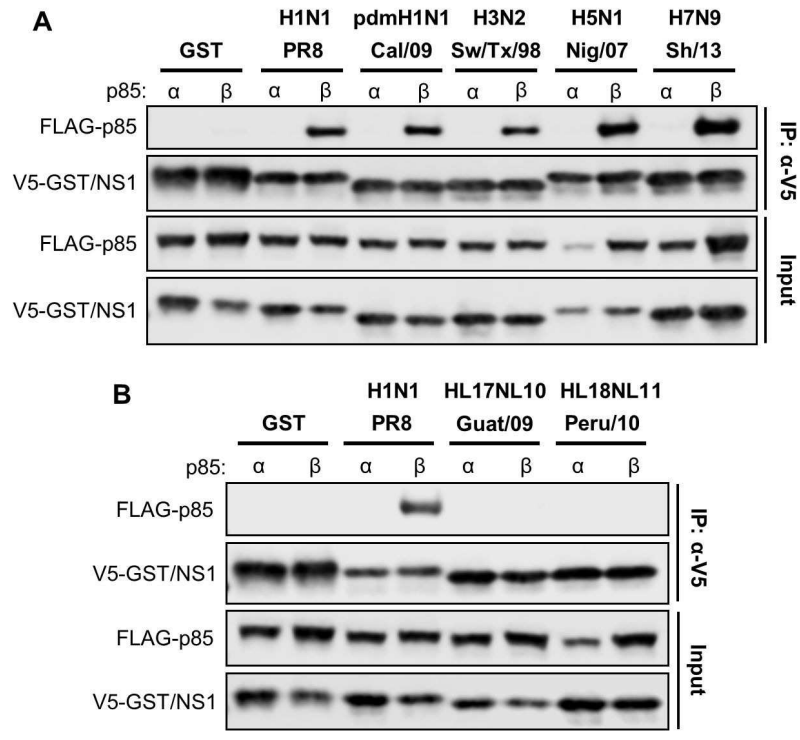 A
H1N1 pdmH1N1 H3N2 H5N1 H7N9
GST PR8 Cal/09 Sw/Tx/98 Nig/07 Sh/13
p85: α β α β α β α β α β α β
FLAG-p85
V5-GST/NS1
IP: α-V5
FLAG-p85
V5-GST/NS1
Input
B
H1N1 HL17NL10 HL18NL11
GST PR8 Guat/09 Peru/10
p85: α β α β α β α β
FLAG-p85
V5-GST/NS1
IP: α-V5
FLAG-p85
V5-GST/NS1
Input